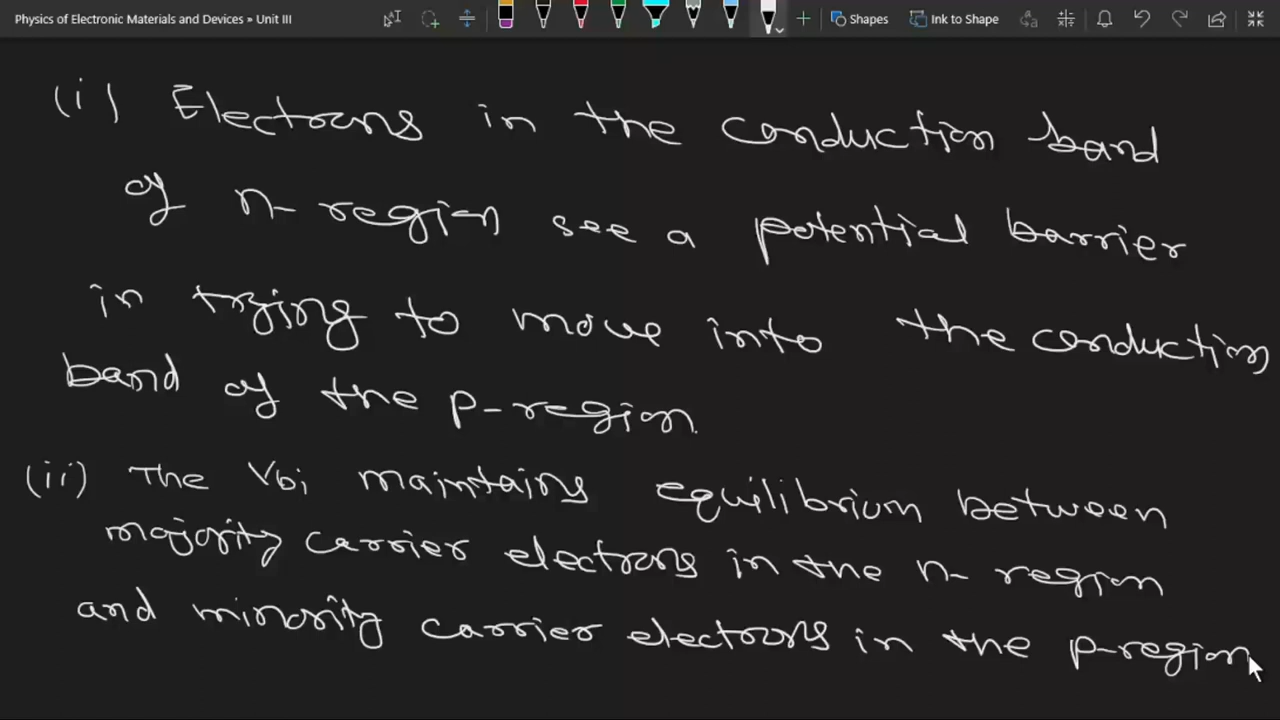 Physics of Electronic Materials and Devices » Unit III
Shapes
Ink to Shape
(i) Electrons in the conduction band
of n-region see a potential barrier
in trying to move into the conduction
band of the p-region.
(ii) The Vbi maintains equilibrium between
majority carrier electrons in the n-region
and minority carrier electrons in the p-region